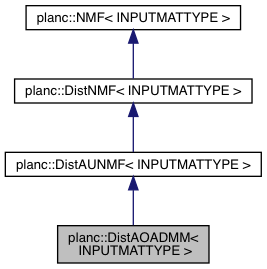 planc::NMF< INPUTMATTYPE >
planc::DistNMF< INPUTMATTYPE >
planc::DistAUNMF< INPUTMATTYPE >
planc::DistAOADMM<
INPUTMATTYPE >